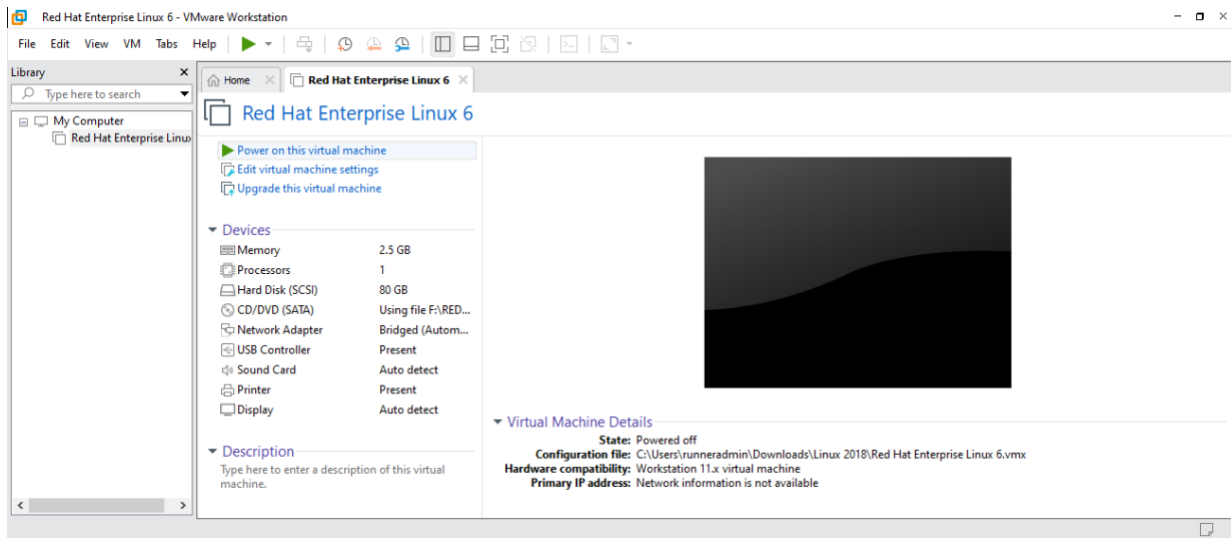 Red Hat Enterprise Linux 6 - VMware Workstation
File Edit View VM Tabs Help
Library
Type here to search
My Computer
Red Hat Enterprise Linux
Home
Red Hat Enterprise Linux 6
Red Hat Enterprise Linux 6
Power on this virtual machine
Edit virtual machine settings
Upgrade this virtual machine
Devices
Memory 2.5 GB
Processors 1
Hard Disk (SCSI) 80 GB
CD/DVD (SATA) Using file F:\RED...
Network Adapter Bridged (Autom...
USB Controller Present
Sound Card Auto detect
Printer Present
Display Auto detect
Description
Type here to enter a description of this virtual
machine.
Virtual Machine Details
State: Powered off
Configuration file: C:\Users\runneradmin\Downloads\Linux 2018\Red Hat Enterprise Linux 6.vmx
Hardware compatibility: Workstation 11.x virtual machine
Primary IP address: Network information is not available